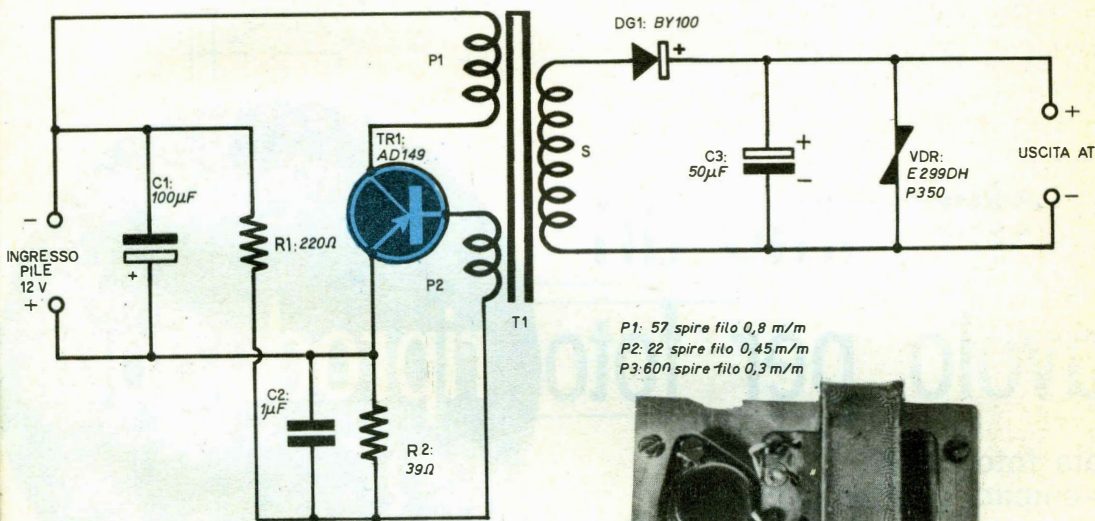 P1
DG1: BY100
+
TR1:
AD149
C1:
100µF
+
R1: 220Ω
-
INGRESSO
PILE
12 V
+
P2
T1
S
C3:
50µF
+
-
VDR:
E299DH
P350
+
USCITA AT
-
C2:
1µF
R2:
39Ω
P1: 57 spire filo 0,8 m/m
P2: 22 spire filo 0,45 m/m
P3: 600 spire filo 0,3 m/m